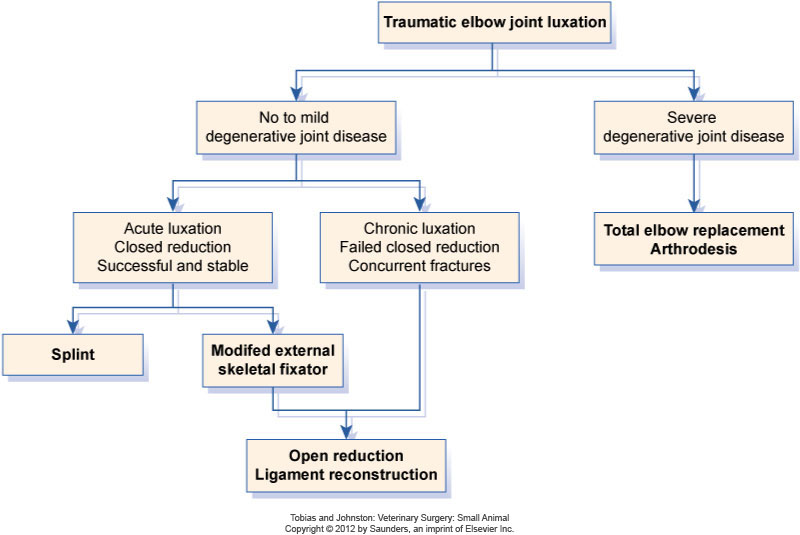 Traumatic elbow joint luxation
No to mild
degenerative joint disease
Severe
degenerative joint disease
Acute luxation
Closed reduction
Successful and stable
Chronic luxation
Failed closed reduction
Concurrent fractures
Total elbow replacement
Arthrodesis
Splint
Modifed external
skeletal fixator
Open reduction
Ligament reconstruction
Tobias and Johnston: Veterinary Surgery: Small Animal
Copyright © 2012 by Saunders, an imprint of Elsevier Inc.